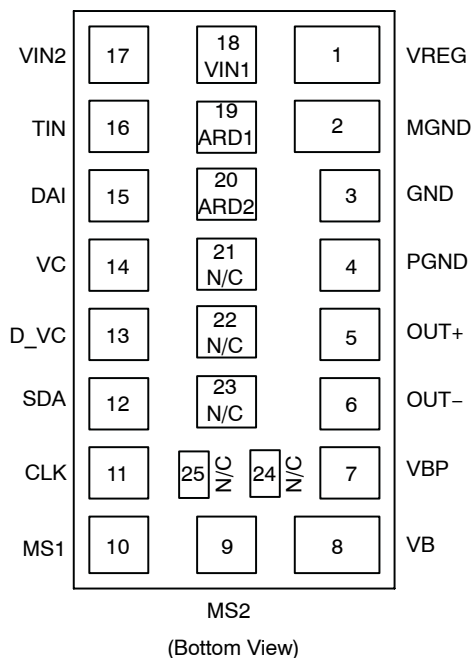 VIN2 17 18 1 VREG
VIN1
TIN 16 19 2 MGND
ARD1
DAI 15 20 3 GND
ARD2
VC 14 21 4 PGND
N/C
D_VC 13 22 5 OUT+
N/C
SDA 12 23 6 OUT−
N/C
CLK 11 25 N/C 24 N/C 7 VBP
MS1 10 9 8 VB
MS2
(Bottom View)